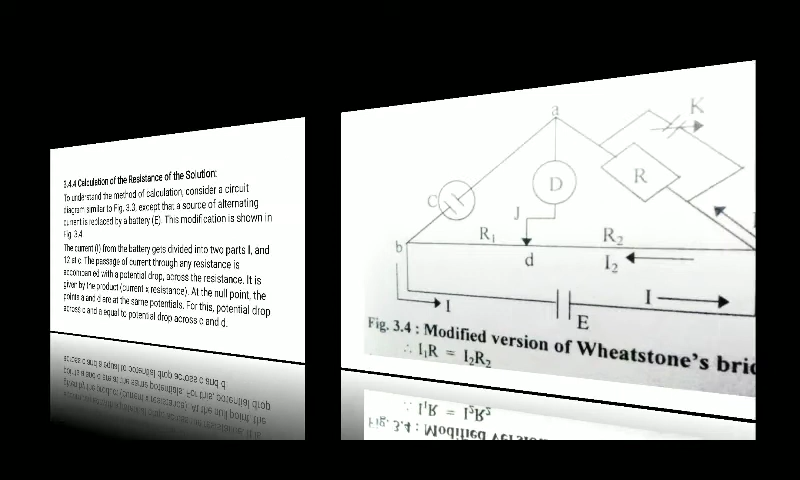 3.4.4 Calculation of the Resistance of the Solution:
To understand the method of calculation, consider a circuit
diagram similar to Fig. 3.3, except that a source of alternating
current is replaced by a battery (E). This modification is shown in
Fig 3.4
The current (I) from the battery gets divided into two parts I, and
12 at c. The passage of current through any resistance is
accompanied with a potential drop, across the resistance. It is
given by the product (current x resistance). At the null point, the
points a and d are at the same potentials. For this, potential drop
across c and a equal to potential drop across c and d.
a
K
C
D
R
J
b
R₁
R₂
d
I₂
I
I
E
Fig. 3.4 : Modified version of Wheatstone's
∴ I₁R = I₂R₂